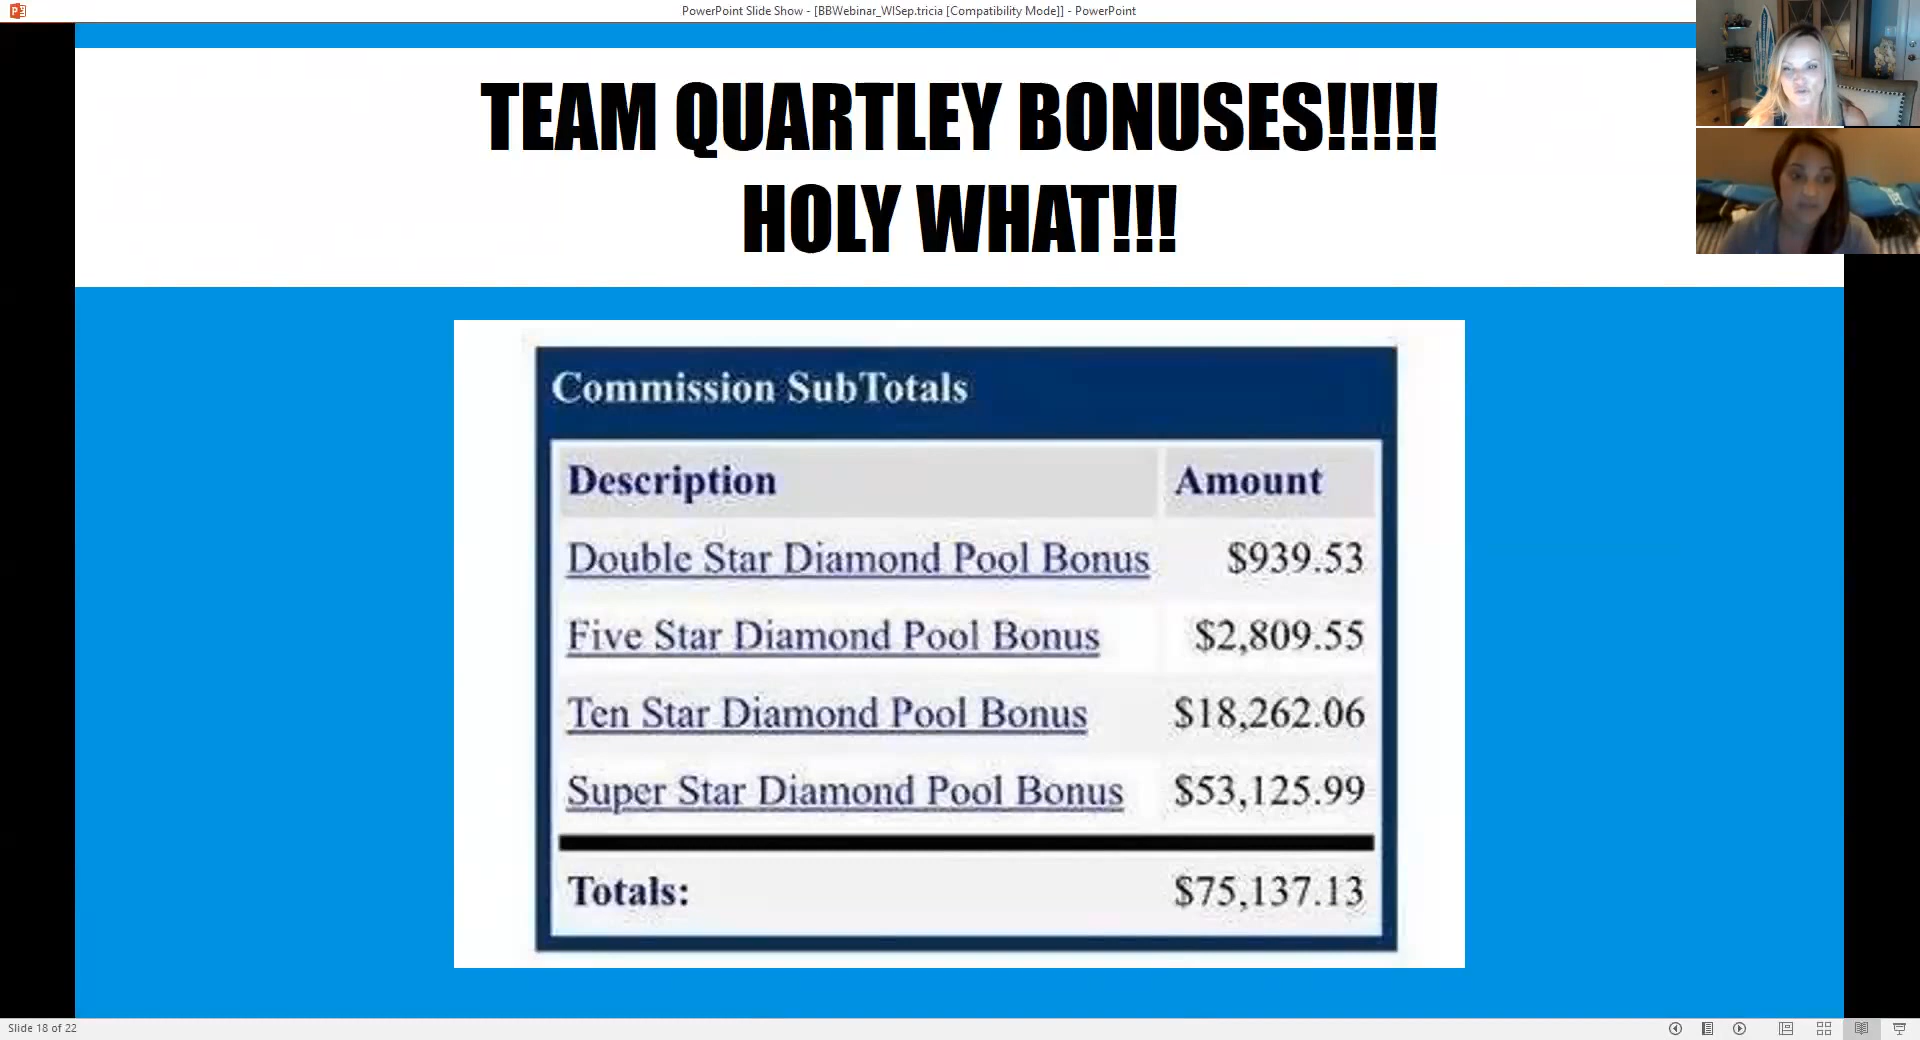 PowerPoint Slide Show - [BBWebinar_WISep.tricia [Compatibility Mode]] - PowerPoint
TEAM QUARTLEY BONUSES!!!!!
HOLY WHAT!!!
Commission SubTotals
Description Amount
Double Star Diamond Pool Bonus $939.53
Five Star Diamond Pool Bonus $2,809.55
Ten Star Diamond Pool Bonus $18,262.06
Super Star Diamond Pool Bonus $53,125.99
Totals: $75,137.13
Slide 18 of 22